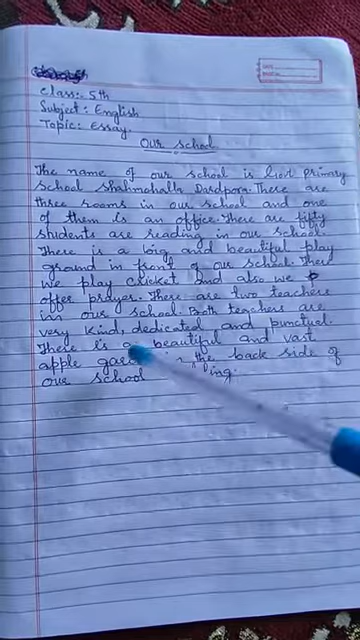 Class:- 5th
Subject: English
Topic: Essay.
Our School
The name of our school is Govt primary
school Shahmohalla Dardpora. There are
three rooms in our school and one
of them is an office. There are fifty
students are reading in our schools
There is a big and beautiful play
ground in front of our school. There
we play cricket and also we
offer prayer. There are two teachers
in our school. Both teachers are
very kind, dedicated and punctual.
There is a beautiful and vast
apple in the back side of
our school ing.